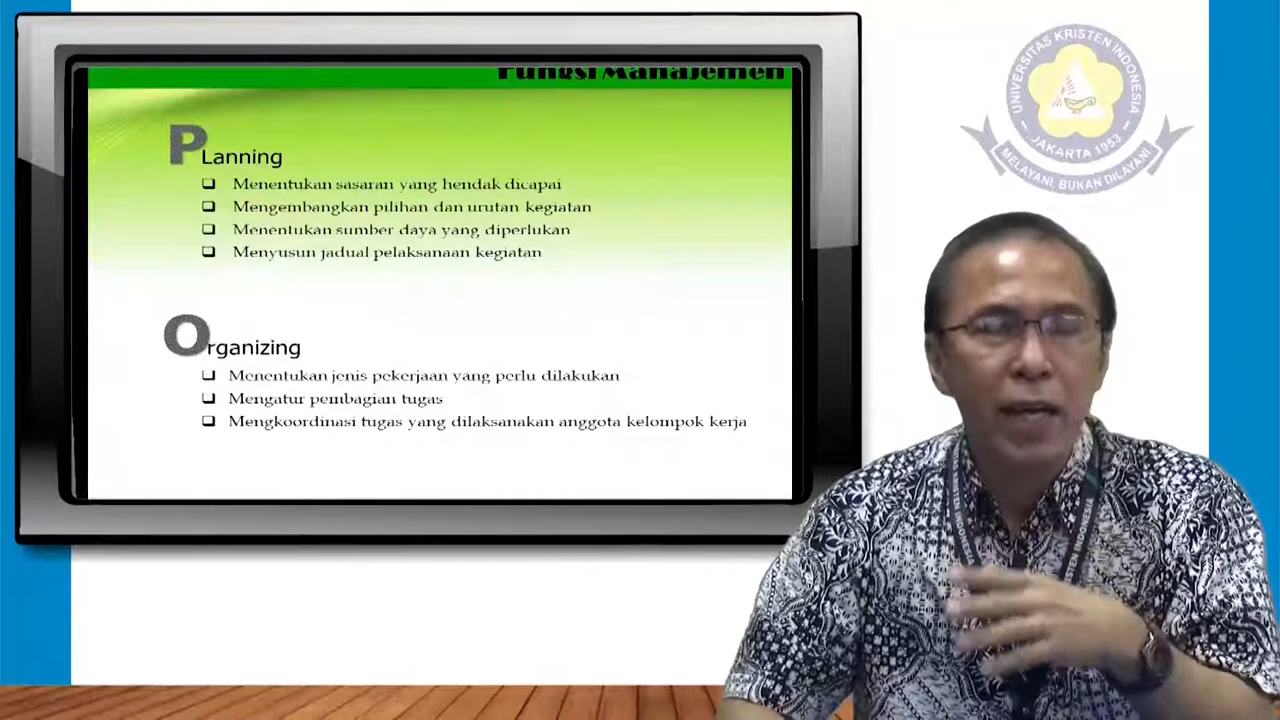 Fungsi Manajemen
PLanning
❑ Menentukan sasaran yang hendak dicapai
❑ Mengembangkan pilihan dan urutan kegiatan
❑ Menentukan sumber daya yang diperlukan
❑ Menyusun jadual pelaksanaan kegiatan
Organizing
❑ Menentukan jenis pekerjaan yang perlu dilakukan
❑ Mengatur pembagian tugas
❑ Mengkoordinasi tugas yang dilaksanakan anggota kelompok kerja
UNIVERSITAS KRISTEN INDONESIA
JAKARTA 1953
MELAYANI, BUKAN DILAYANI